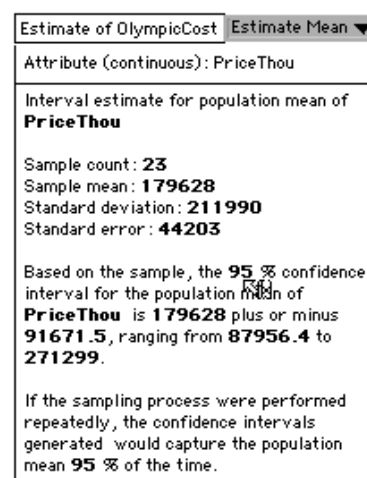 Estimate of OlympicCost Estimate Mean
Attribute (continuous): PriceThou
Interval estimate for population mean of
PriceThou
Sample count: 23
Sample mean: 179628
Standard deviation: 211990
Standard error: 44203
Based on the sample, the 95 % confidence
interval for the population mean of
PriceThou is 179628 plus or minus
91671.5, ranging from 87956.4 to
271299.
If the sampling process were performed
repeatedly, the confidence intervals
generated would capture the population
mean 95 % of the time.